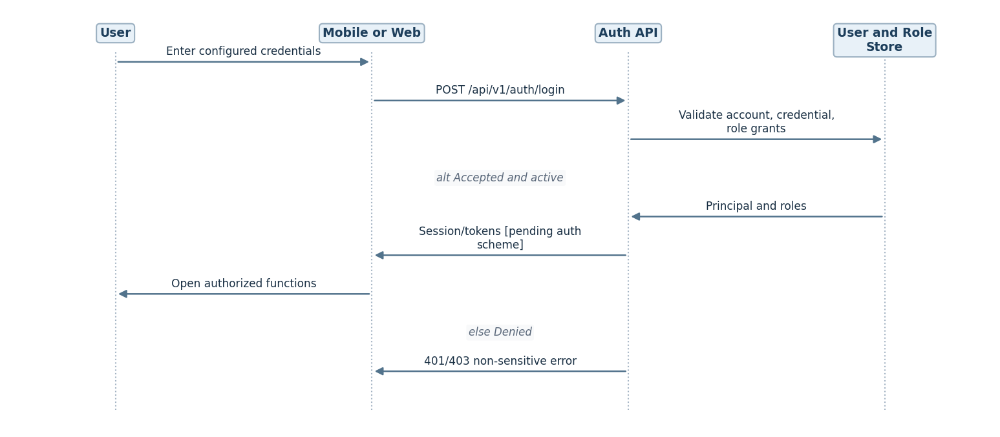 User
Mobile or Web
Auth API
User and Role
Store
Enter configured credentials
POST /api/v1/auth/login
Validate account, credential,
role grants
alt Accepted and active
Principal and roles
Session/tokens [pending auth
scheme]
Open authorized functions
else Denied
401/403 non-sensitive error